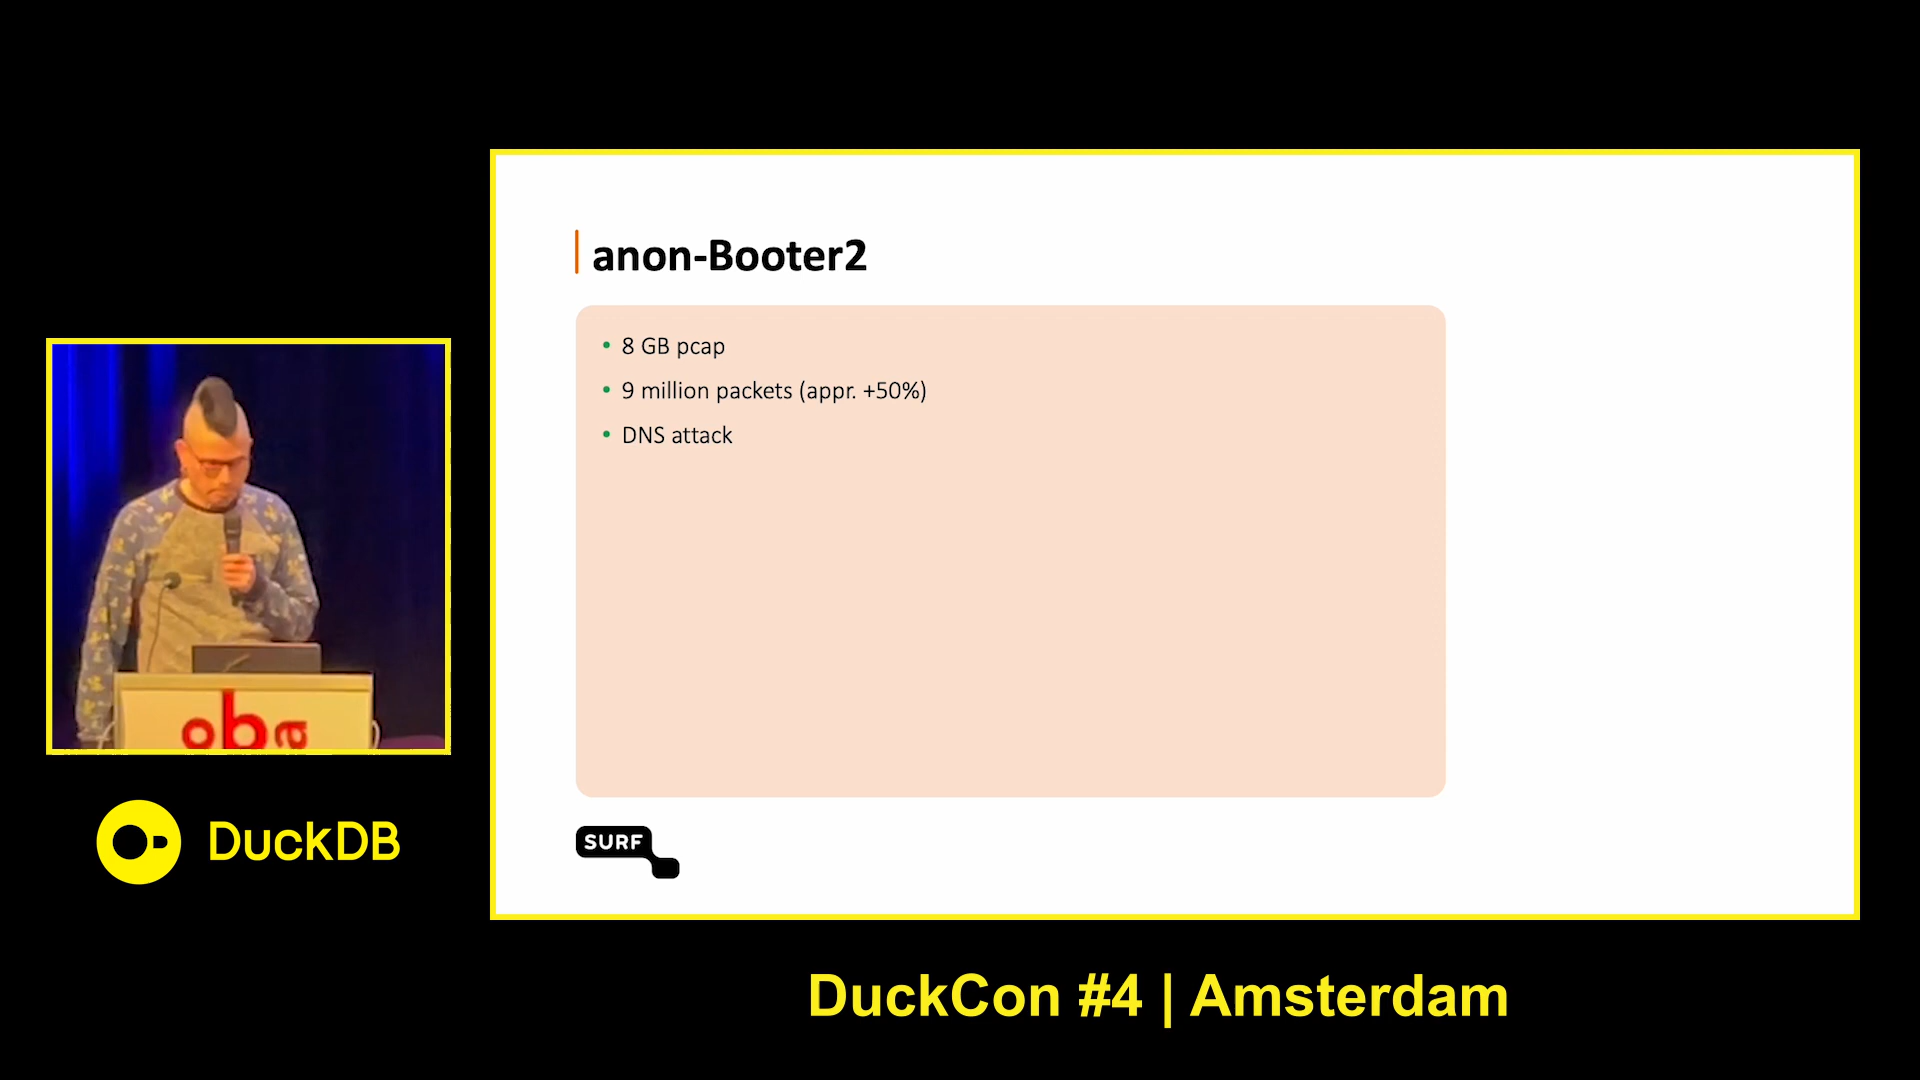 anon-Booter2
• 8 GB pcap
• 9 million packets (appr. +50%)
• DNS attack
SURF
oba
DuckDB
DuckCon #4 | Amsterdam